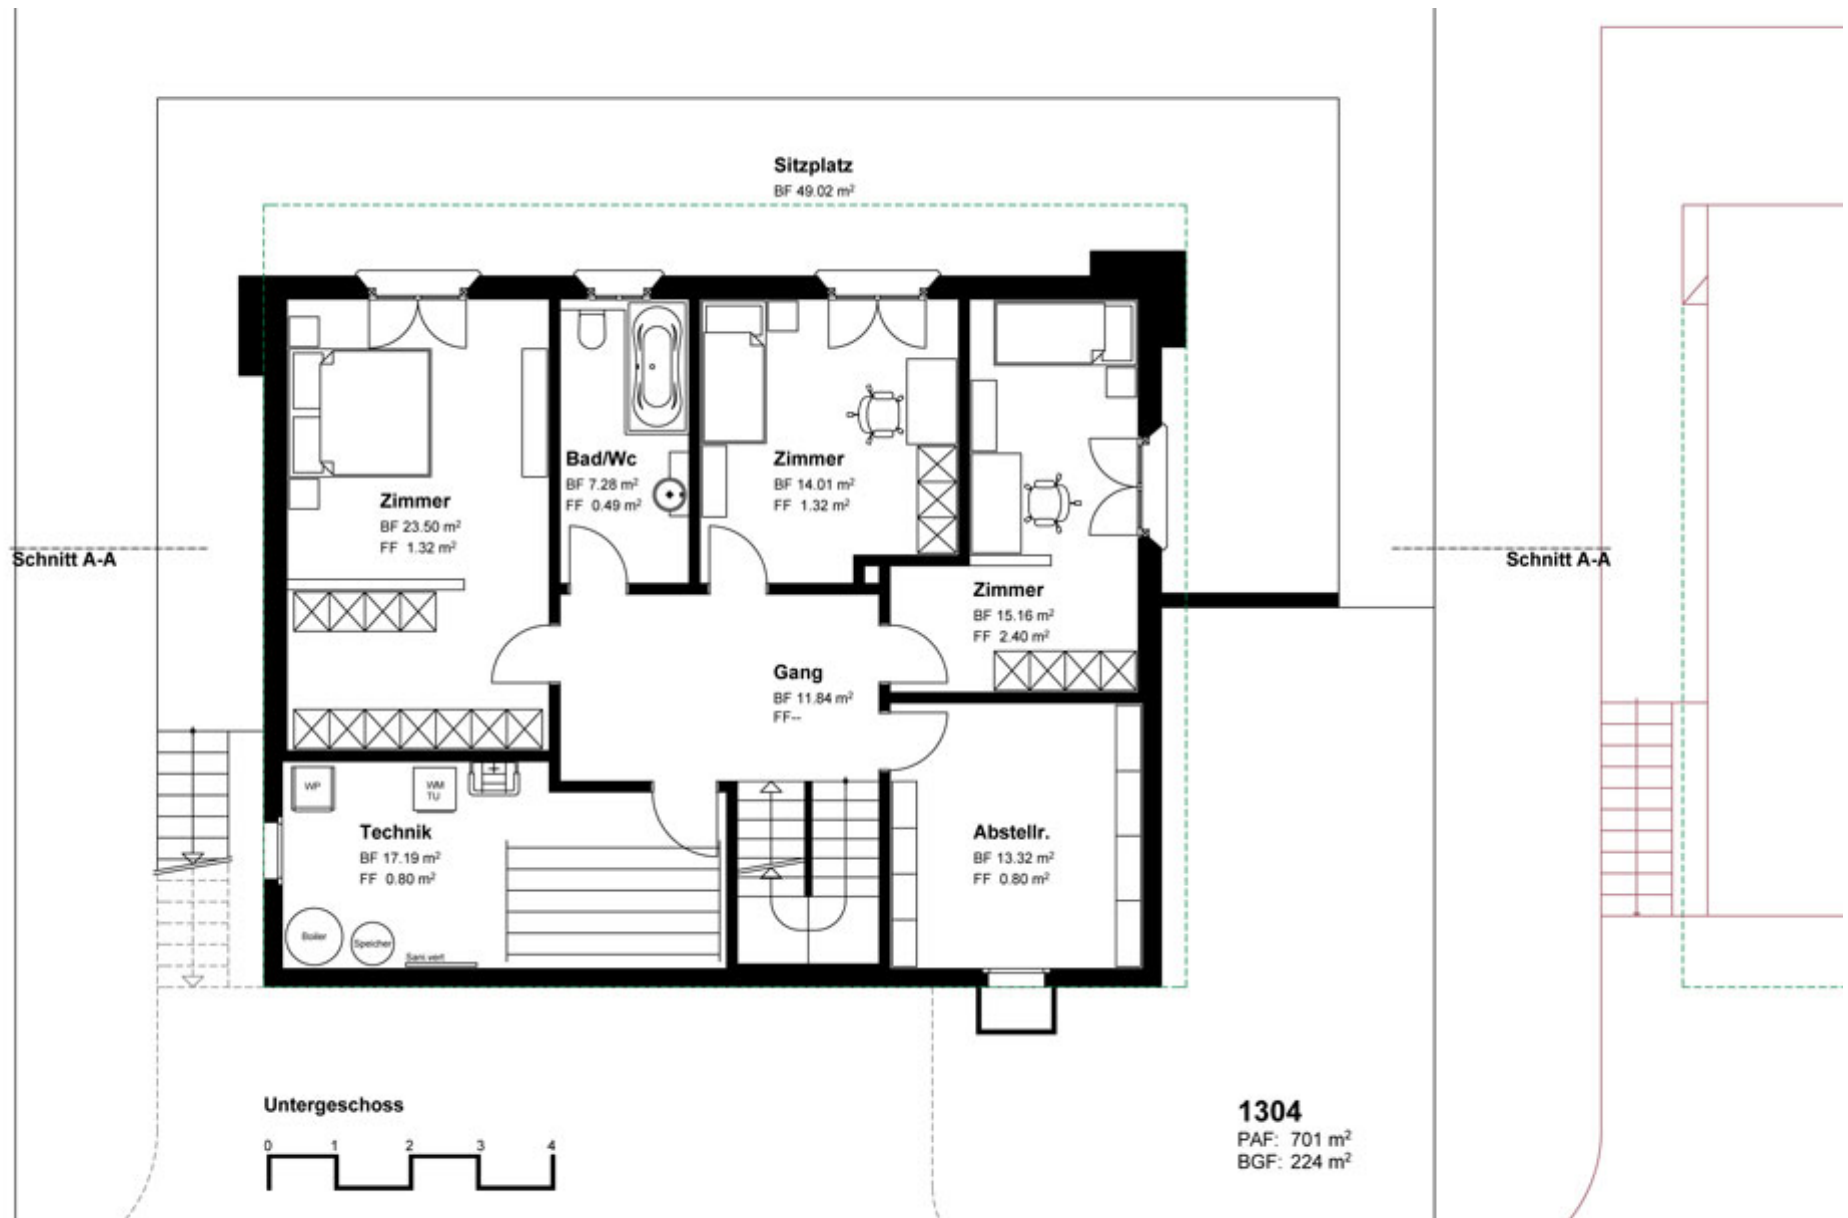 Sitzplatz
BF 49.02 m²
Bad/Wc
BF 7.28 m²
FF 0.49 m²
Zimmer
BF 14.01 m²
FF 1.32 m²
Zimmer
BF 23.50 m²
FF 1.32 m²
Schnitt A-A
Schnitt A-A
Zimmer
BF 15.16 m²
FF 2.40 m²
Gang
BF 11.84 m²
FF--
WP
WM
TU
Technik
BF 17.19 m²
FF 0.80 m²
Abstellr.
BF 13.32 m²
FF 0.80 m²
Boiler
Speicher
Sani.vert
Untergeschoss
0 1 2 3 4
1304
PAF: 701 m²
BGF: 224 m²